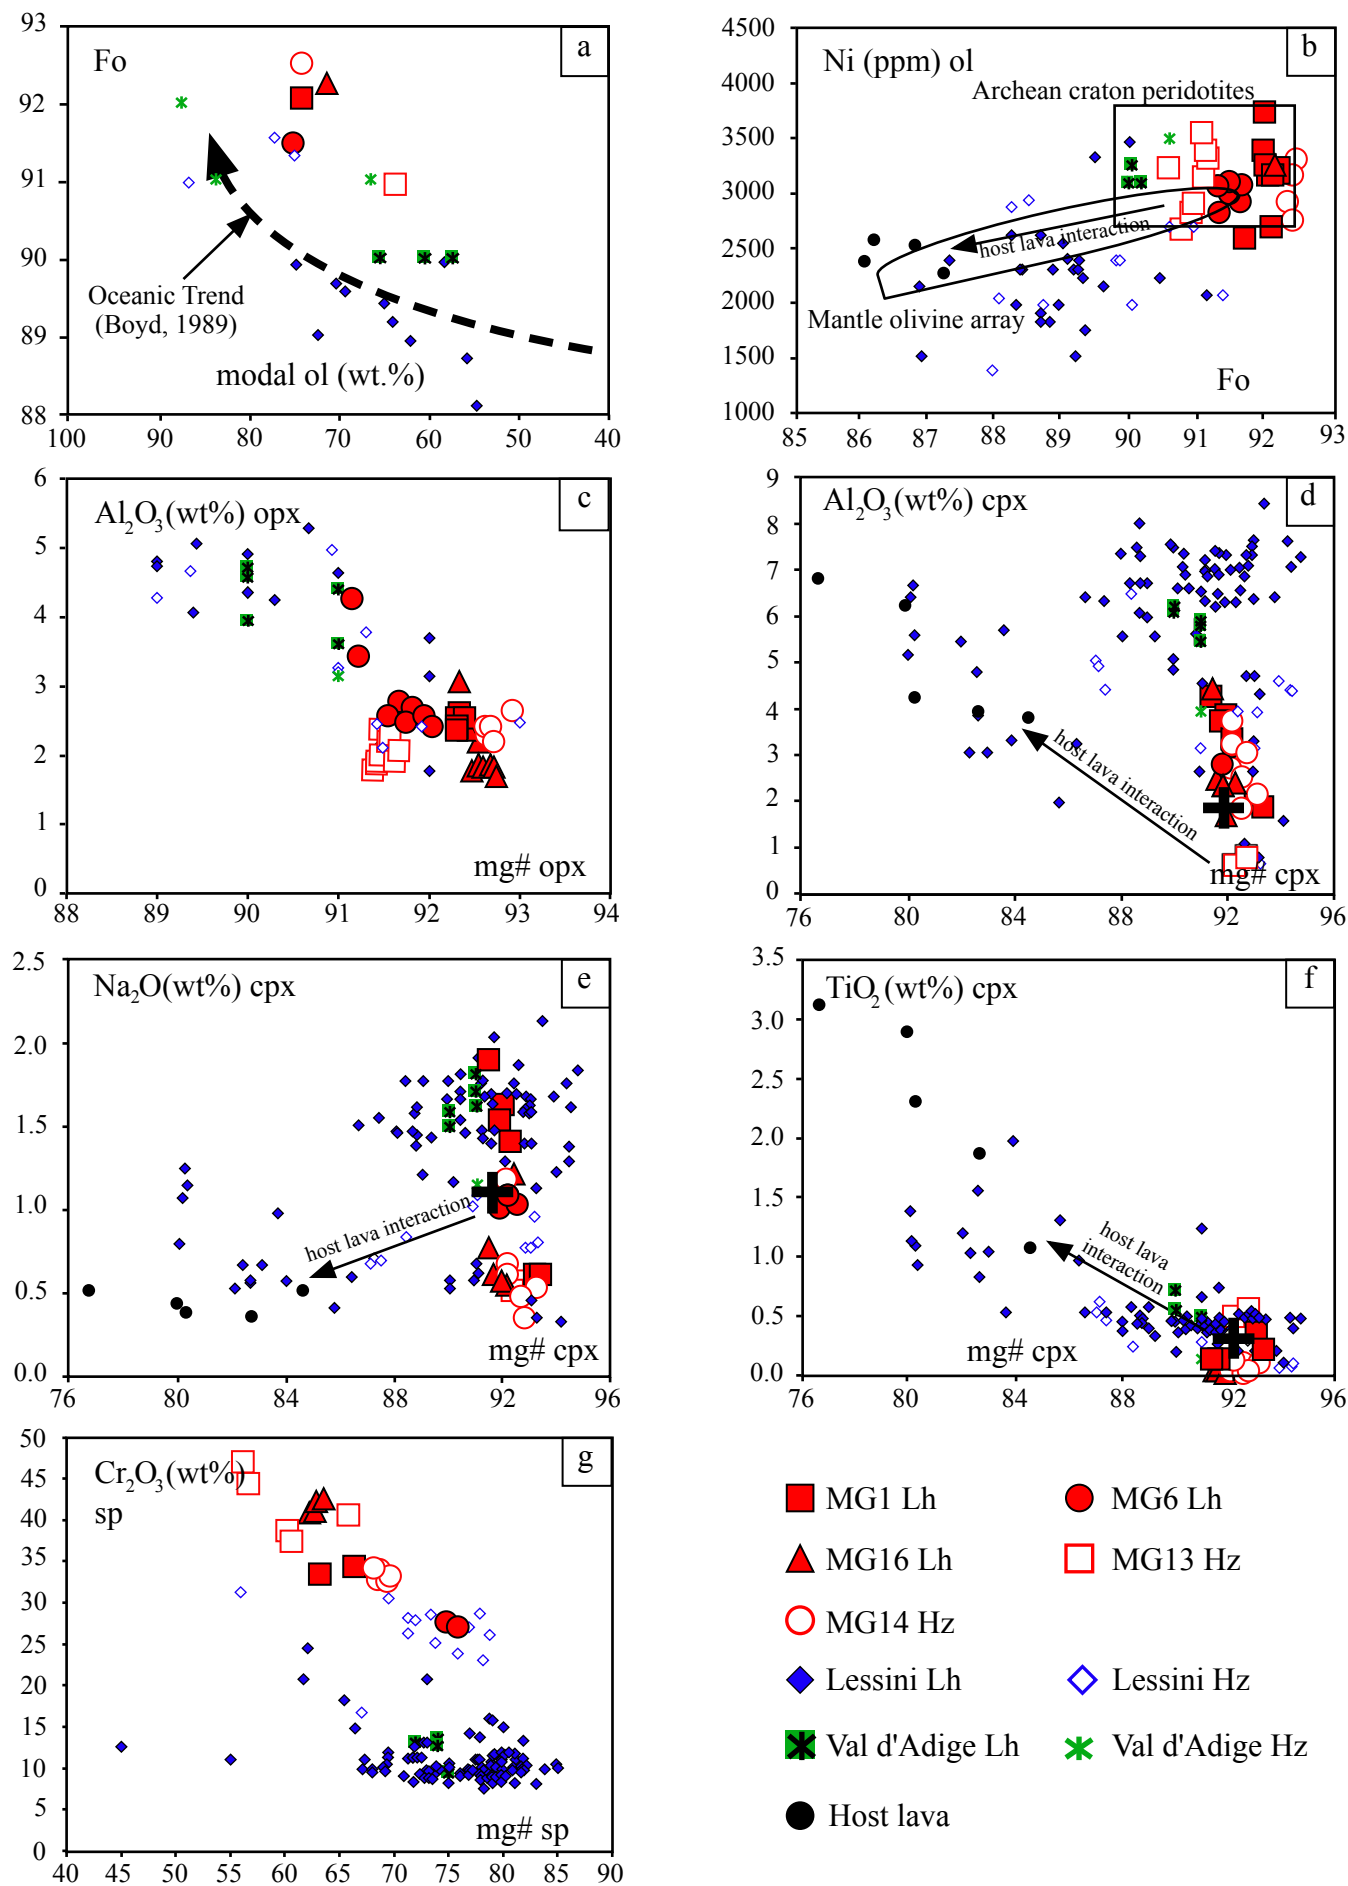 93
92
91
90
89
88
100
90
80
70
60
50
40
Fo
a
Oceanic Trend
(Boyd, 1989)
modal ol (wt.%)
4500
4000
3500
3000
2500
2000
1500
1000
85
86
87
88
89
90
91
92
93
Ni (ppm) ol
b
Archean craton peridotites
host lava interaction
Mantle olivine array
Fo
6
5
4
3
2
1
0
88
89
90
91
92
93
94
Al2O3(wt%) opx
c
mg# opx
9
8
7
6
5
4
3
2
1
0
76
80
84
88
92
96
Al2O3(wt%) cpx
d
host lava interaction
mg# cpx
2.5
2.0
1.5
1.0
0.5
0.0
76
80
84
88
92
96
Na2O(wt%) cpx
e
host lava interaction
mg# cpx
3.5
3.0
2.5
2.0
1.5
1.0
0.5
0.0
76
80
84
88
92
96
TiO2 (wt%) cpx
f
host lava
interaction
mg# cpx
50
45
40
35
30
25
20
15
10
5
0
40
45
50
55
60
65
70
75
80
85
90
Cr2O3(wt%)
sp
g
mg# sp
MG1 Lh
MG6 Lh
MG16 Lh
MG13 Hz
MG14 Hz
Lessini Lh
Lessini Hz
Val d'Adige Lh
Val d'Adige Hz
Host lava